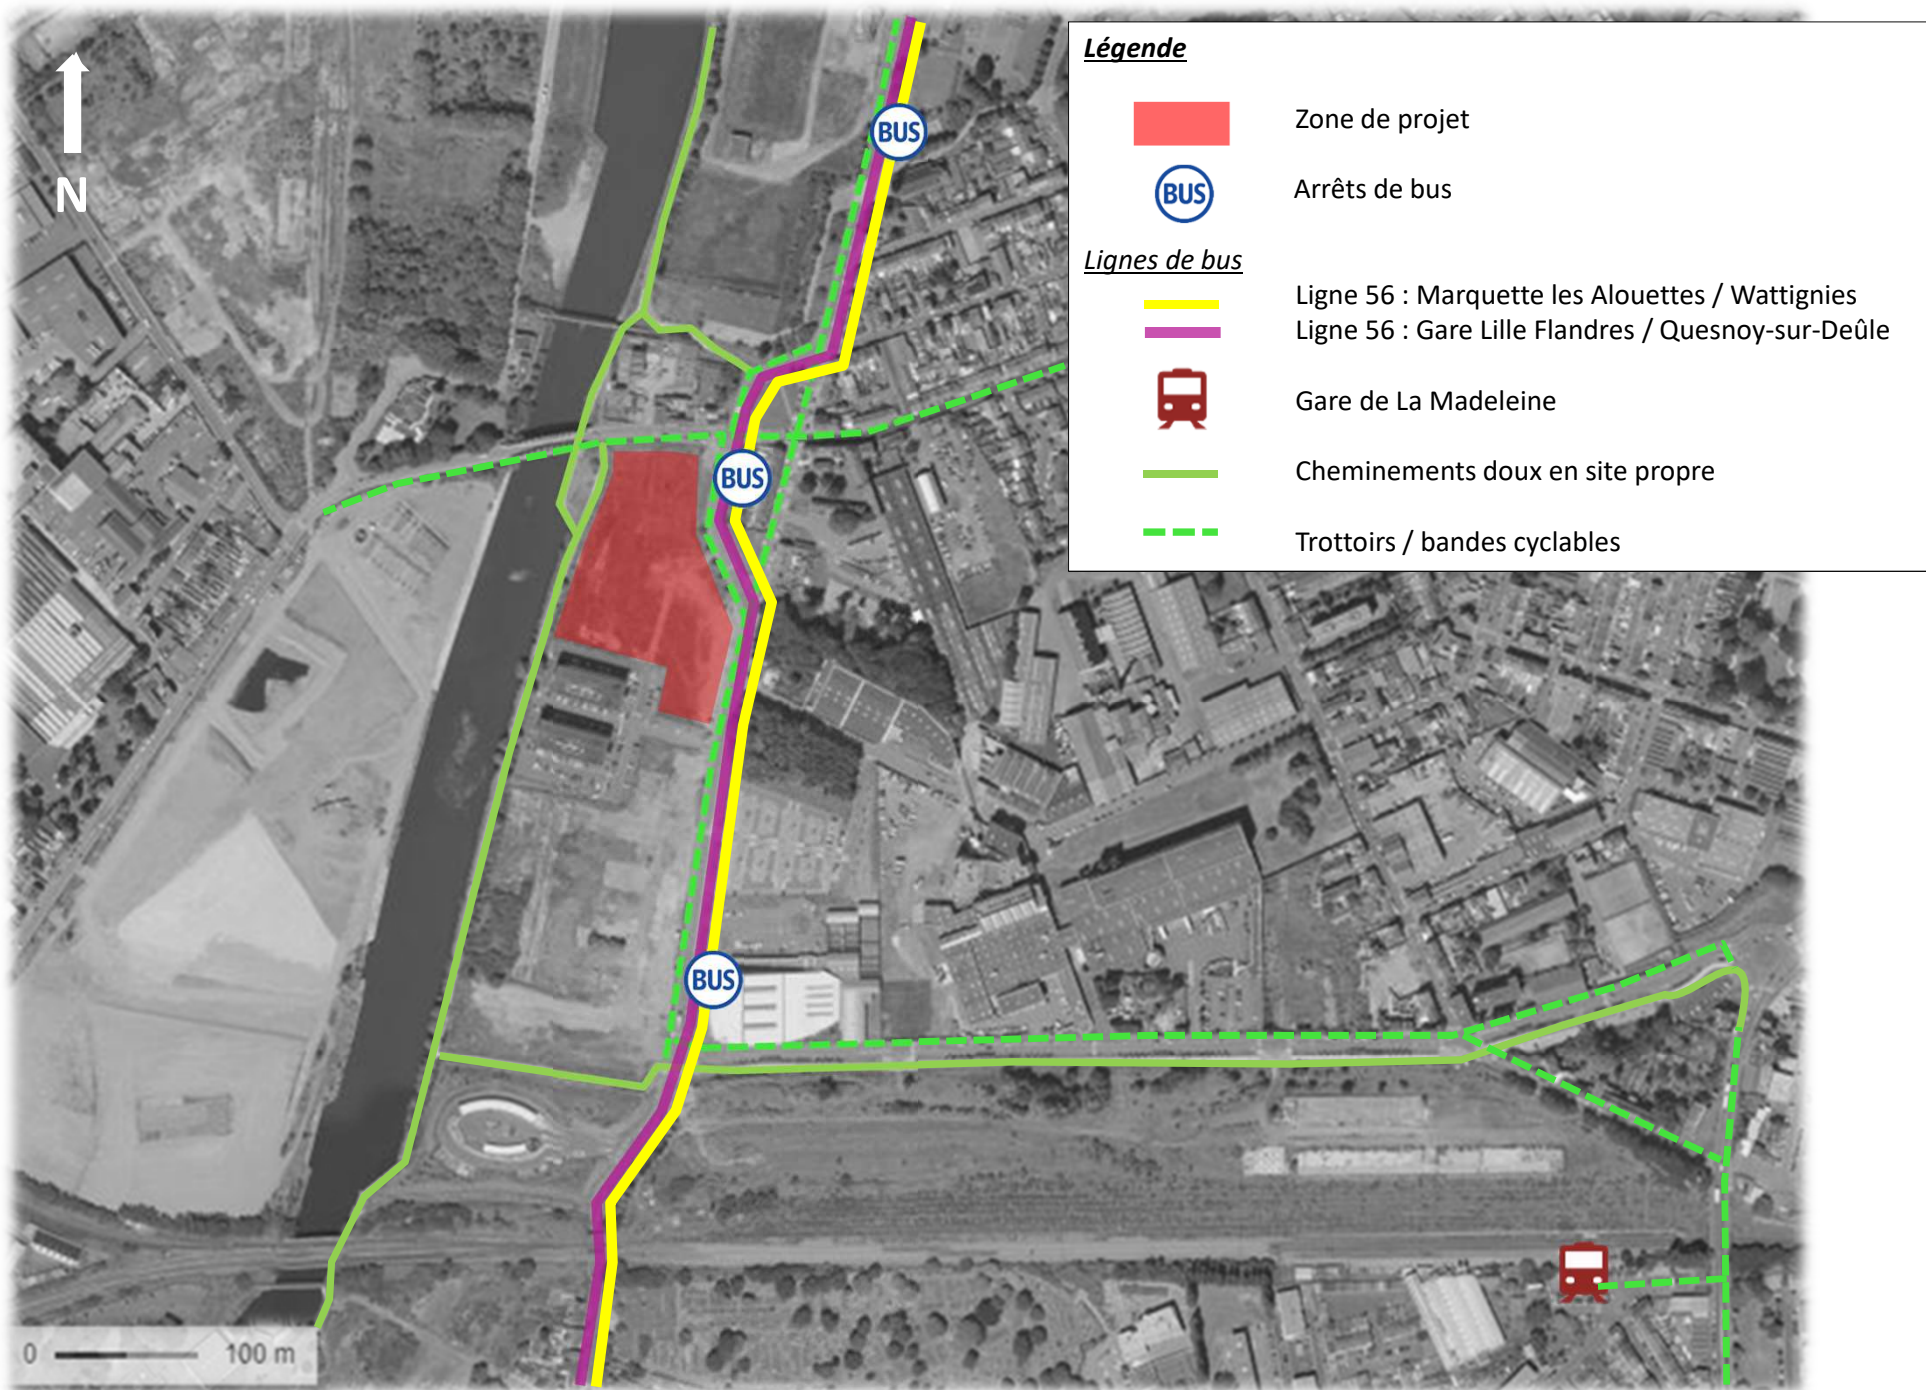 N
Légende
Zone de projet
BUS
Arrêts de bus
Lignes de bus
Ligne 56 : Marquette les Alouettes / Wattignies
Ligne 56 : Gare Lille Flandres / Quesnoy-sur-Deûle
Gare de La Madeleine
Cheminements doux en site propre
Trottoirs / bandes cyclables
BUS
BUS
BUS
0 100 m